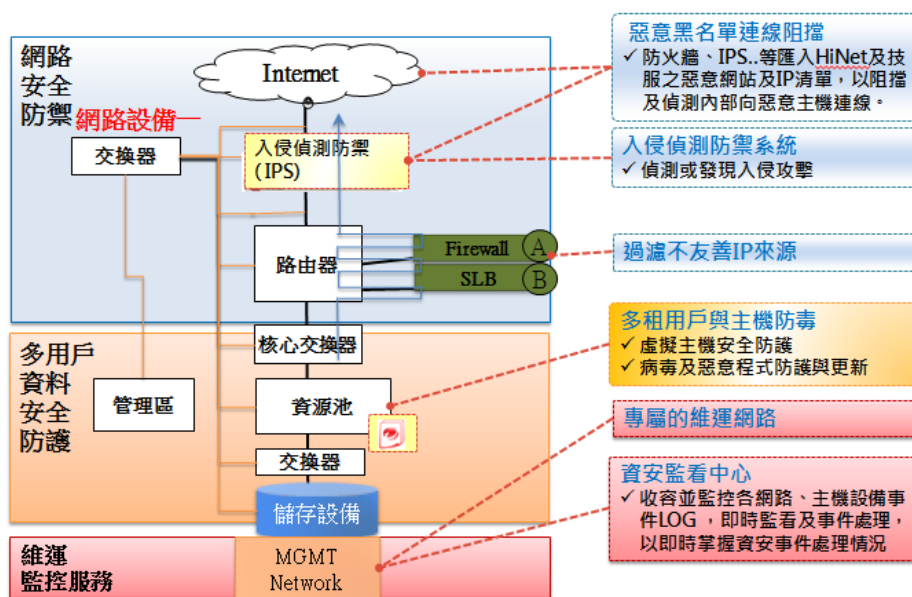 網路
安全
防禦
網路設備一
交換器
Internet
入侵偵測防禦
(IPS)
路由器
Firewall A
SLB B
核心交換器
多用戶
資料
安全
防護
管理區
資源池
交換器
儲存設備
維運
監控服務
MGMT
Network
惡意黑名單連線阻擋
✓ 防火牆、IPS..等匯入HiNet及技
服之惡意網站及IP清單，以阻擋
及偵測內部向惡意主機連線。
入侵偵測防禦系統
✓ 偵測或發現入侵攻擊
過濾不友善IP來源
多租用戶與主機防毒
✓ 虛擬主機安全防護
✓ 病毒及惡意程式防護與更新
專屬的維運網路
資安監看中心
✓ 收容並監控各網路、主機設備事
件LOG ，即時監看及事件處理，
以即時掌握資安事件處理情況